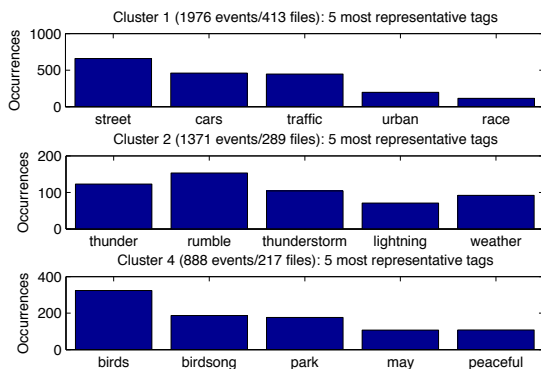 Cluster 1 (1976 events/413 files): 5 most representative tags
1000
500
0
Occurrences
street cars traffic urban race
Cluster 2 (1371 events/289 files): 5 most representative tags
200
100
0
Occurrences
thunder rumble thunderstorm lightning weather
Cluster 4 (888 events/217 files): 5 most representative tags
400
200
0
Occurrences
birds birdsong park may peaceful